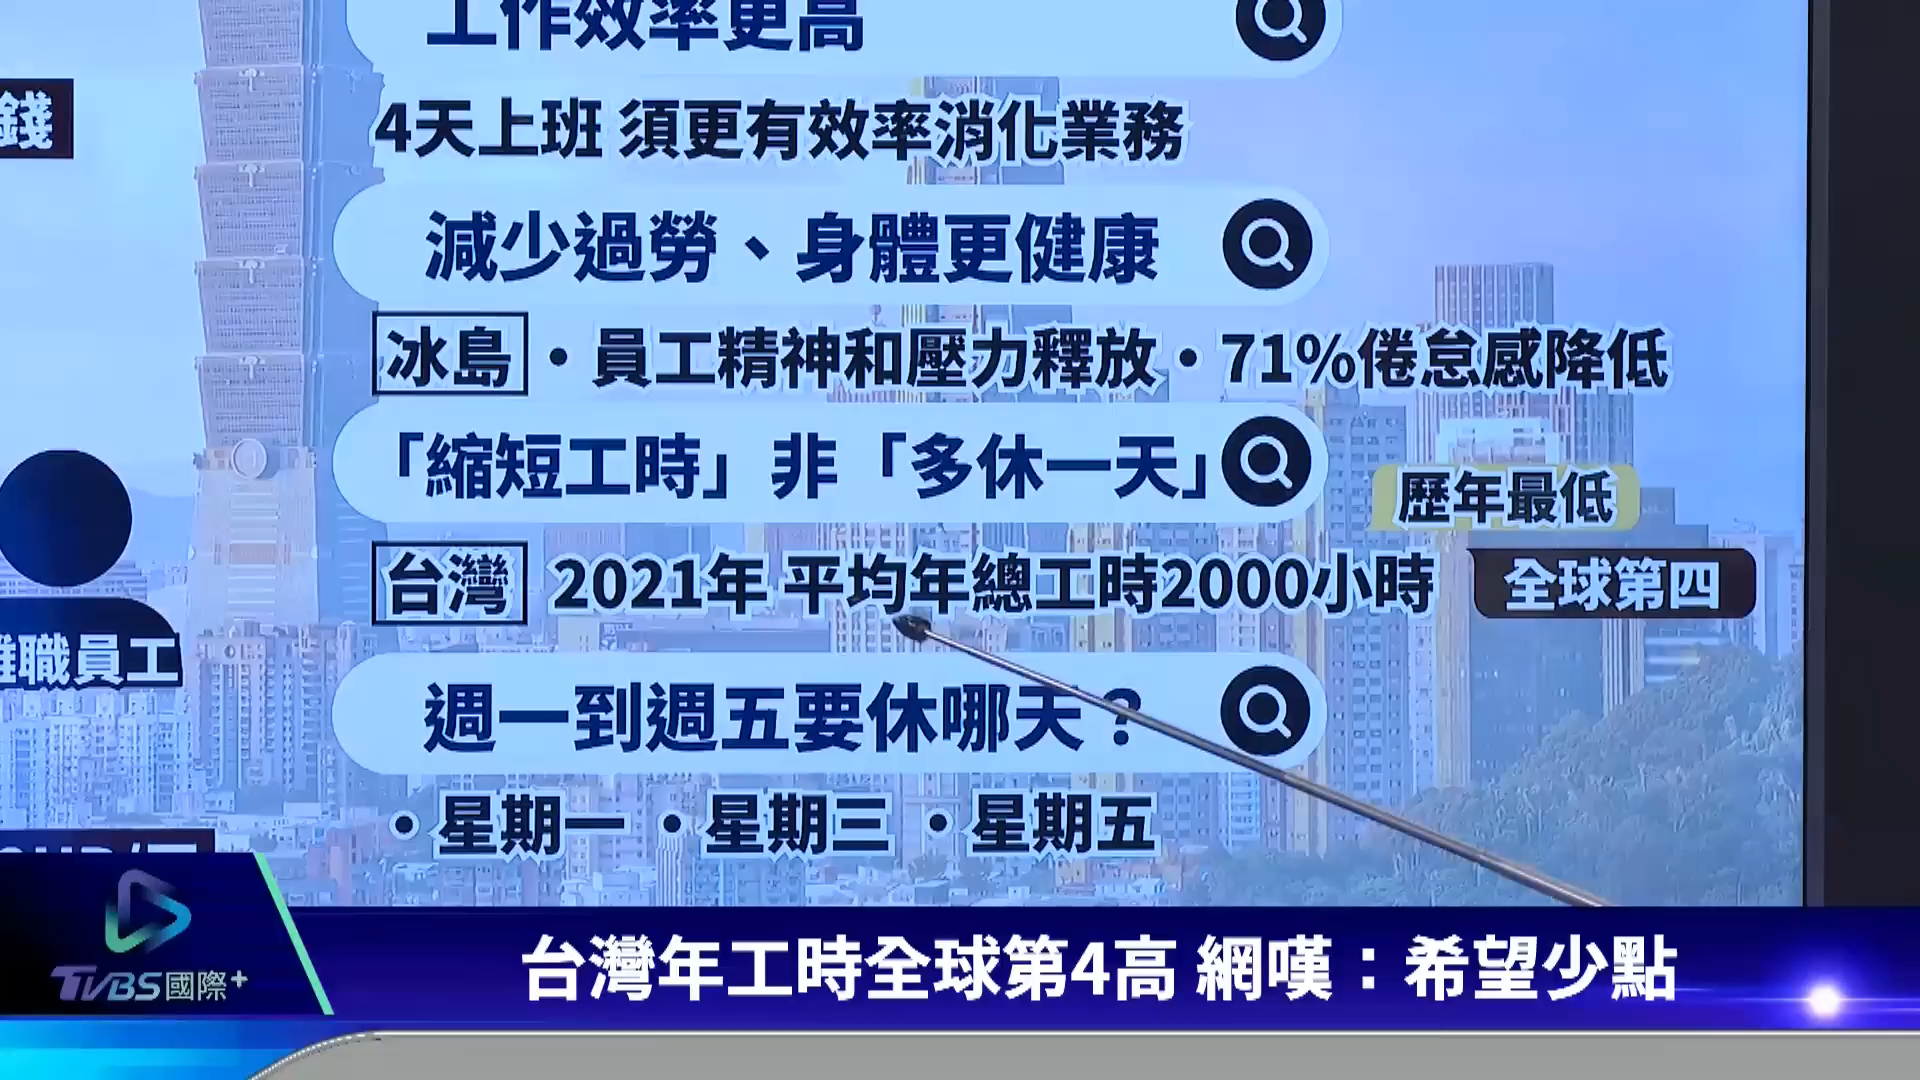 工作效率更高
錢
4天上班 須更有效率消化業務
減少過勞、身體更健康
冰島 ・員工精神和壓力釋放・71%倦怠感降低
「縮短工時」非「多休一天」
歷年最低
台灣 2021年 平均年總工時2000小時 全球第四
離職員工
週一到週五要休哪天？
・星期一 ・星期三 ・星期五
台灣年工時全球第4高 網嘆：希望少點
TVBS國際+